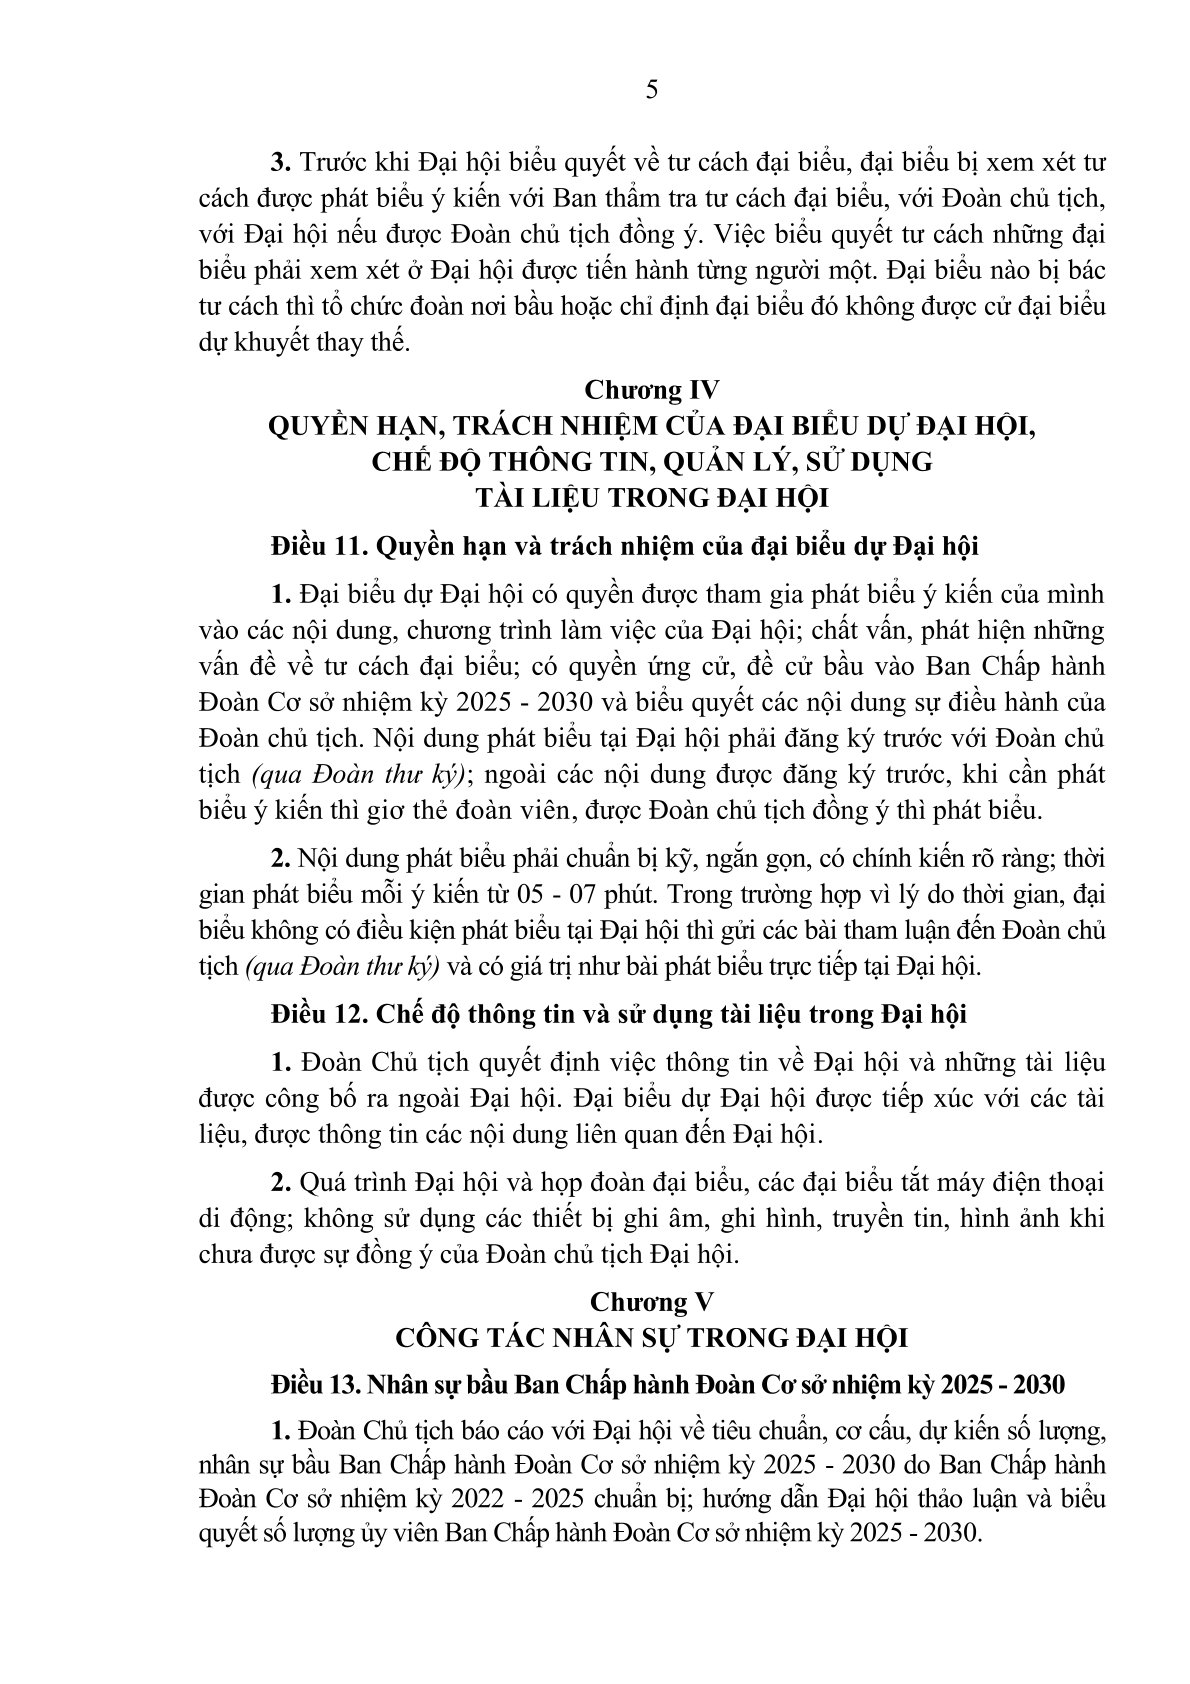 5
3. Trước khi Đại hội biểu quyết về tư cách đại biểu, đại biểu bị xem xét tư
cách được phát biểu ý kiến với Ban thẩm tra tư cách đại biểu, với Đoàn chủ tịch,
với Đại hội nếu được Đoàn chủ tịch đồng ý. Việc biểu quyết tư cách những đại
biểu phải xem xét ở Đại hội được tiến hành từng người một. Đại biểu nào bị bác
tư cách thì tổ chức đoàn nơi bầu hoặc chỉ định đại biểu đó không được cử đại biểu
dự khuyết thay thế.
Chương IV
QUYỀN HẠN, TRÁCH NHIỆM CỦA ĐẠI BIỂU DỰ ĐẠI HỘI,
CHẾ ĐỘ THÔNG TIN, QUẢN LÝ, SỬ DỤNG
TÀI LIỆU TRONG ĐẠI HỘI
Điều 11. Quyền hạn và trách nhiệm của đại biểu dự Đại hội
1. Đại biểu dự Đại hội có quyền được tham gia phát biểu ý kiến của mình
vào các nội dung, chương trình làm việc của Đại hội; chất vấn, phát hiện những
vấn đề về tư cách đại biểu; có quyền ứng cử, đề cử bầu vào Ban Chấp hành
Đoàn Cơ sở nhiệm kỳ 2025 - 2030 và biểu quyết các nội dung sự điều hành của
Đoàn chủ tịch. Nội dung phát biểu tại Đại hội phải đăng ký trước với Đoàn chủ
tịch (qua Đoàn thư ký); ngoài các nội dung được đăng ký trước, khi cần phát
biểu ý kiến thì giơ thẻ đoàn viên, được Đoàn chủ tịch đồng ý thì phát biểu.
2. Nội dung phát biểu phải chuẩn bị kỹ, ngắn gọn, có chính kiến rõ ràng; thời
gian phát biểu mỗi ý kiến từ 05 - 07 phút. Trong trường hợp vì lý do thời gian, đại
biểu không có điều kiện phát biểu tại Đại hội thì gửi các bài tham luận đến Đoàn chủ
tịch (qua Đoàn thư ký) và có giá trị như bài phát biểu trực tiếp tại Đại hội.
Điều 12. Chế độ thông tin và sử dụng tài liệu trong Đại hội
1. Đoàn Chủ tịch quyết định việc thông tin về Đại hội và những tài liệu
được công bố ra ngoài Đại hội. Đại biểu dự Đại hội được tiếp xúc với các tài
liệu, được thông tin các nội dung liên quan đến Đại hội.
2. Quá trình Đại hội và họp đoàn đại biểu, các đại biểu tắt máy điện thoại
di động; không sử dụng các thiết bị ghi âm, ghi hình, truyền tin, hình ảnh khi
chưa được sự đồng ý của Đoàn chủ tịch Đại hội.
Chương V
CÔNG TÁC NHÂN SỰ TRONG ĐẠI HỘI
Điều 13. Nhân sự bầu Ban Chấp hành Đoàn Cơ sở nhiệm kỳ 2025 - 2030
1. Đoàn Chủ tịch báo cáo với Đại hội về tiêu chuẩn, cơ cấu, dự kiến số lượng,
nhân sự bầu Ban Chấp hành Đoàn Cơ sở nhiệm kỳ 2025 - 2030 do Ban Chấp hành
Đoàn Cơ sở nhiệm kỳ 2022 - 2025 chuẩn bị; hướng dẫn Đại hội thảo luận và biểu
quyết số lượng ủy viên Ban Chấp hành Đoàn Cơ sở nhiệm kỳ 2025 - 2030.